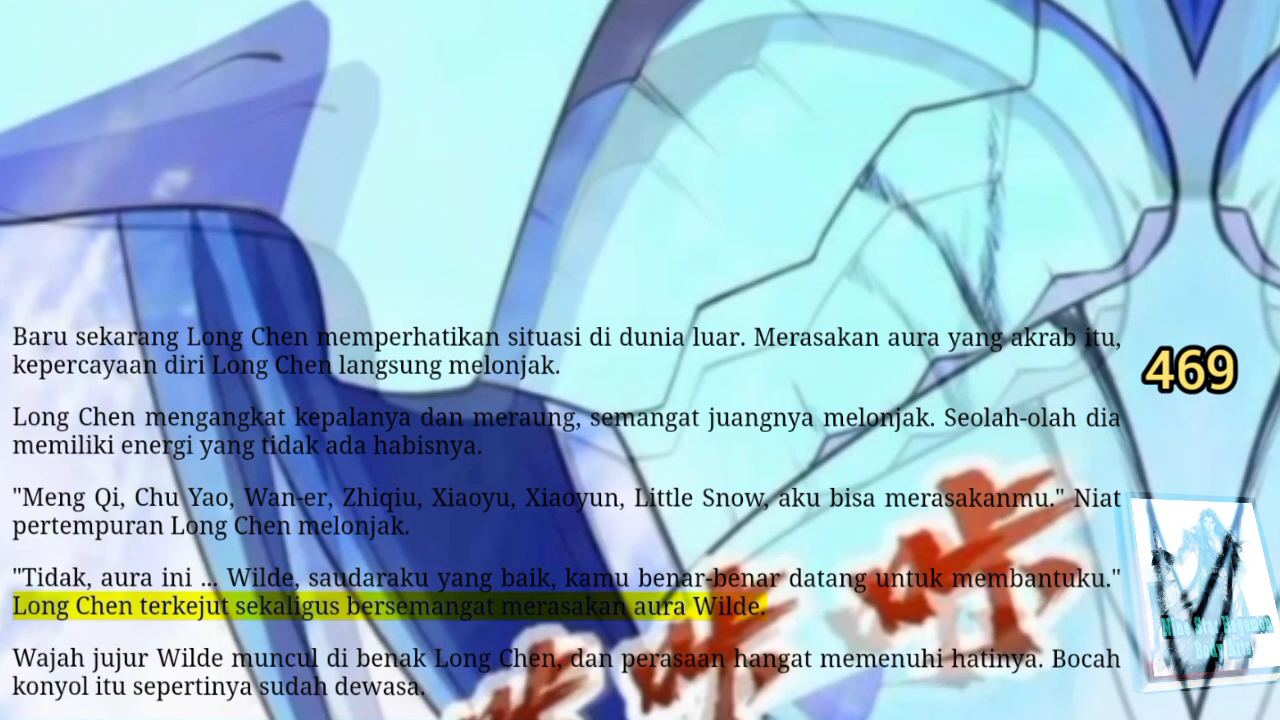 Baru sekarang Long Chen memperhatikan situasi di dunia luar. Merasakan aura yang akrab itu,
kepercayaan diri Long Chen langsung melonjak.
Long Chen mengangkat kepalanya dan meraung, semangat juangnya melonjak. Seolah-olah dia
memiliki energi yang tidak ada habisnya.
"Meng Qi, Chu Yao, Wan-er, Zhiqiu, Xiaoyu, Xiaoyun, Little Snow, aku bisa merasakanmu." Niat
pertempuran Long Chen melonjak.
"Tidak, aura ini ... Wilde, saudaraku yang baik, kamu benar-benar datang untuk membantuku."
Long Chen terkejut sekaligus bersemangat merasakan aura Wilde.
Wajah jujur Wilde muncul di benak Long Chen, dan perasaan hangat memenuhi hatinya. Bocah
konyol itu sepertinya sudah dewasa.
469
Nine Star Hegemon
Body Arts